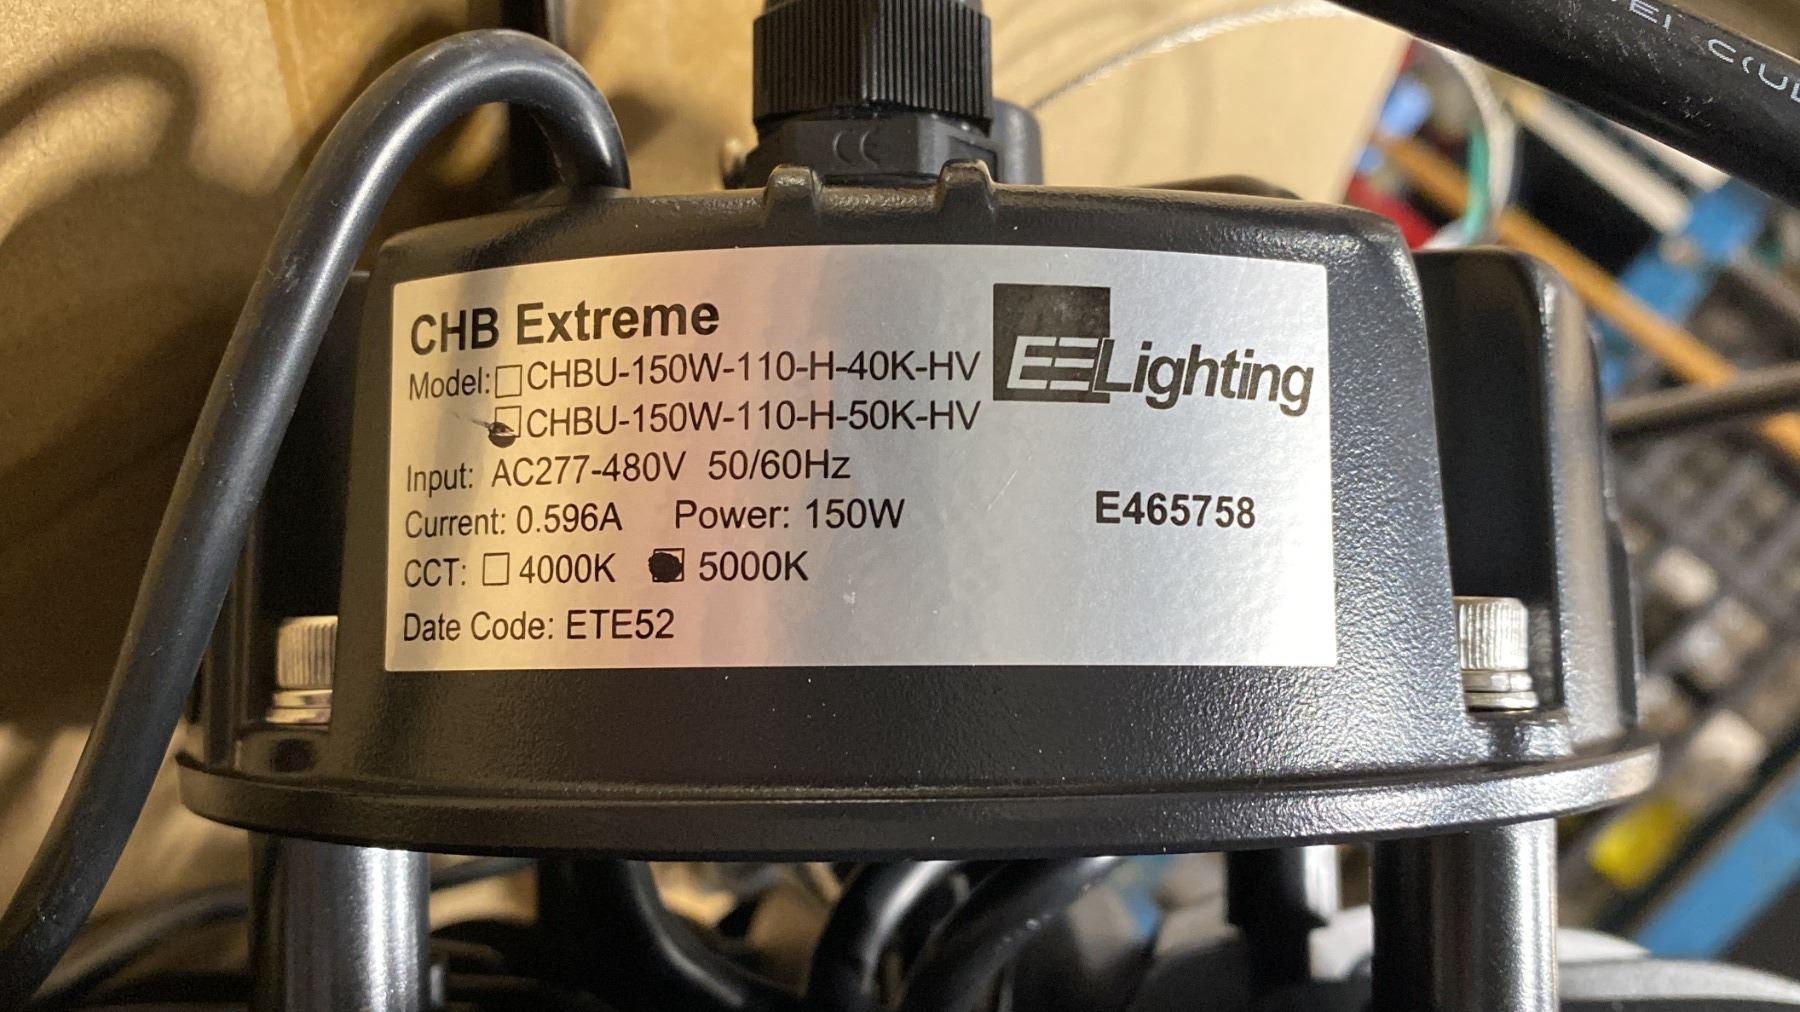 CHB Extreme
EELighting
Model: ☐ CHBU-150W-110-H-40K-HV
☐ CHBU-150W-110-H-50K-HV
Input: AC277-480V 50/60Hz
Current: 0.596A Power: 150W
E465758
CCT: ☐ 4000K ■ 5000K
Date Code: ETE52
CE